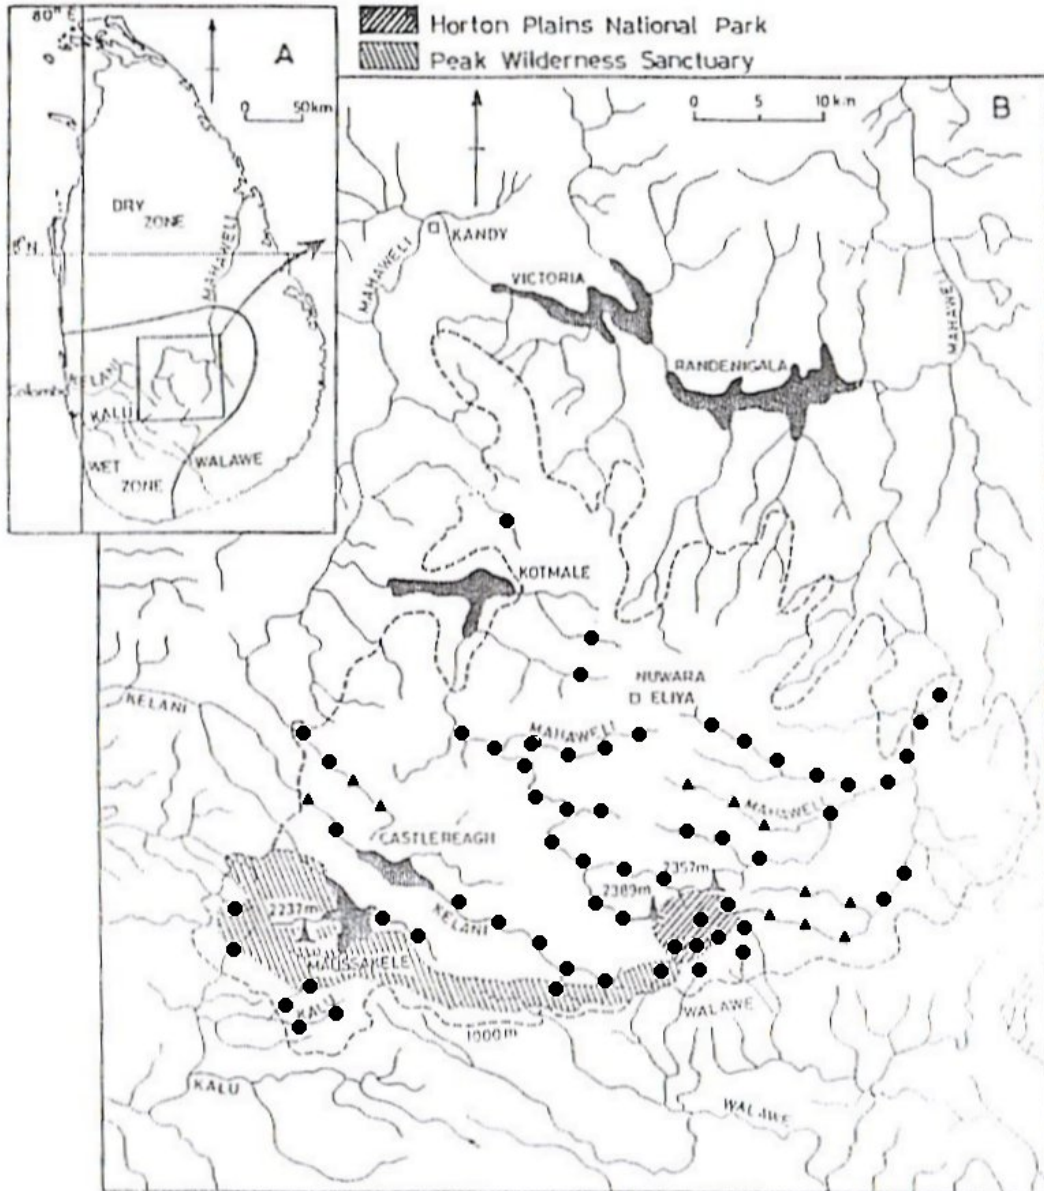 Horton Plains National Park
Peak Wilderness Sanctuary
80° E
A
0 50km
DRY
ZONE
8°N
MAHAWELI
Colombo
KELANI
KALU
WET
ZONE
WALAWE
0 5 10 km
B
KANDY
MAHAWELI
VICTORIA
MAHAWELI
RANDENIGALA
KOTMALE
NUWARA
ELIYA
KELANI
MAHAWELI
MAHAWELI
CASTLEREAGH
2357m
2389m
2237m
KELANI
MAUSSAKELE
WALAWE
1000m
KALU
WALAWE